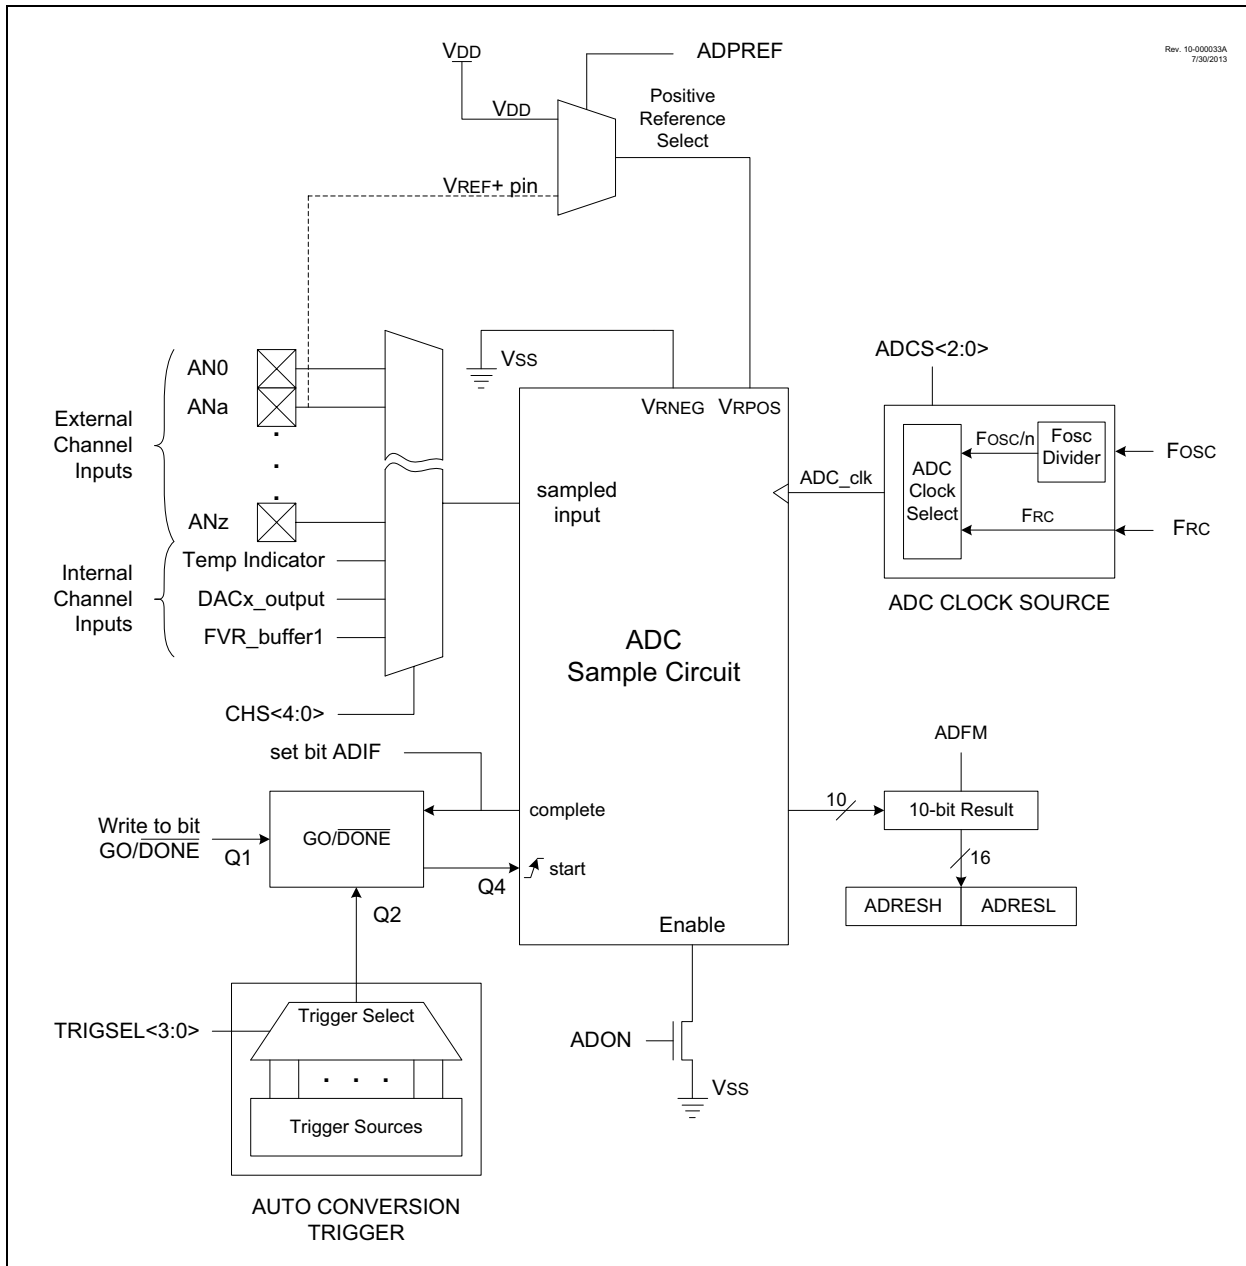 Rev. 10-000033A
7/30/2013
VDD
ADPREF
VDD
Positive
Reference
Select
VREF+ pin
AN0
ANa
.
.
.
ANz
External
Channel
Inputs
Temp Indicator
DACx_output
FVR_buffer1
Internal
Channel
Inputs
CHS<4:0>
VSS
VRNEG VRPOS
sampled
input
ADC
Sample Circuit
ADC_clk
ADCS<2:0>
ADC
Clock
Select
FOSC/n
Fosc
Divider
FOSC
FRC
FRC
ADC CLOCK SOURCE
set bit ADIF
complete
start
Write to bit
GO/DONE
Q1
GO/DONE
Q4
Q2
Enable
ADON
VSS
ADFM
10
10-bit Result
16
ADRESH ADRESL
TRIGSEL<3:0>
Trigger Select
. . .
Trigger Sources
AUTO CONVERSION
TRIGGER